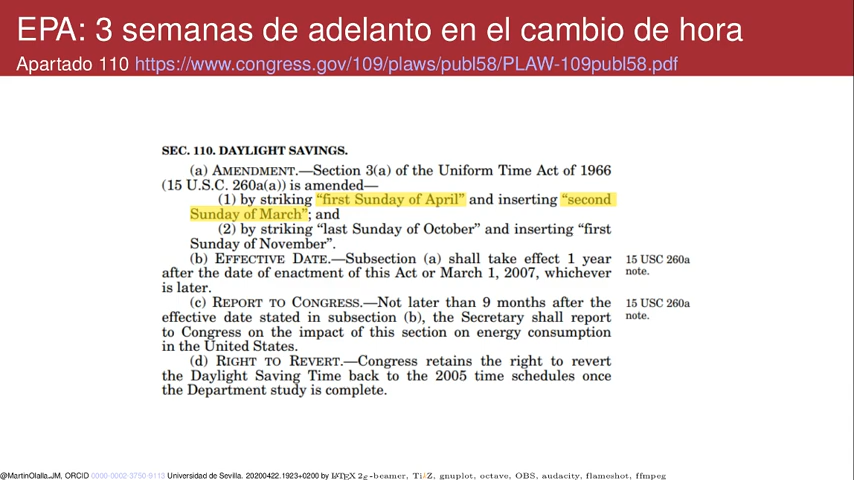 EPA: 3 semanas de adelanto en el cambio de hora
Apartado 110 https://www.congress.gov/109/plaws/publ58/PLAW-109publ58.pdf
SEC. 110. DAYLIGHT SAVINGS.
(a) AMENDMENT.—Section 3(a) of the Uniform Time Act of 1966
(15 U.S.C. 260a(a)) is amended—
(1) by striking “first Sunday of April” and inserting “second
Sunday of March”; and
(2) by striking “last Sunday of October” and inserting “first
Sunday of November”.
(b) EFFECTIVE DATE.—Subsection (a) shall take effect 1 year
after the date of enactment of this Act or March 1, 2007, whichever
is later.
15 USC 260a
note.
(c) REPORT TO CONGRESS.—Not later than 9 months after the
effective date stated in subsection (b), the Secretary shall report
to Congress on the impact of this section on energy consumption
in the United States.
15 USC 260a
note.
(d) RIGHT TO REVERT.—Congress retains the right to revert
the Daylight Saving Time back to the 2005 time schedules once
the Department study is complete.
@MartinOlalla_JM, ORCID 0000-0002-3750-9113 Universidad de Sevilla. 20200422.1923+0200 by LATEX 2ε-beamer, TikZ, gnuplot, octave, OBS, audacity, flameshot, ffmpeg